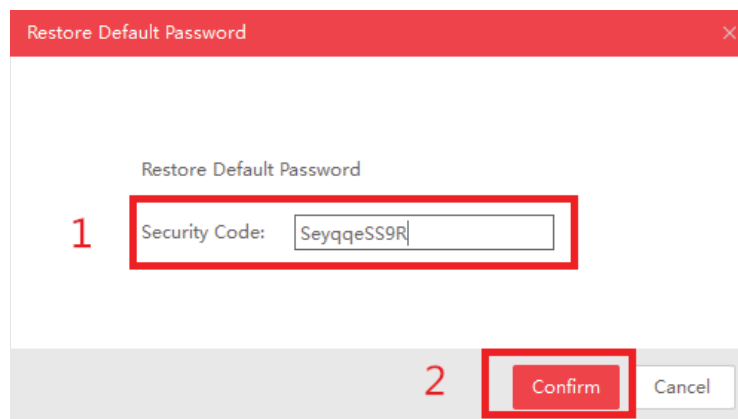 Restore Default Password
Restore Default Password
1 Security Code: SeyqqeSS9R
2 Confirm Cancel